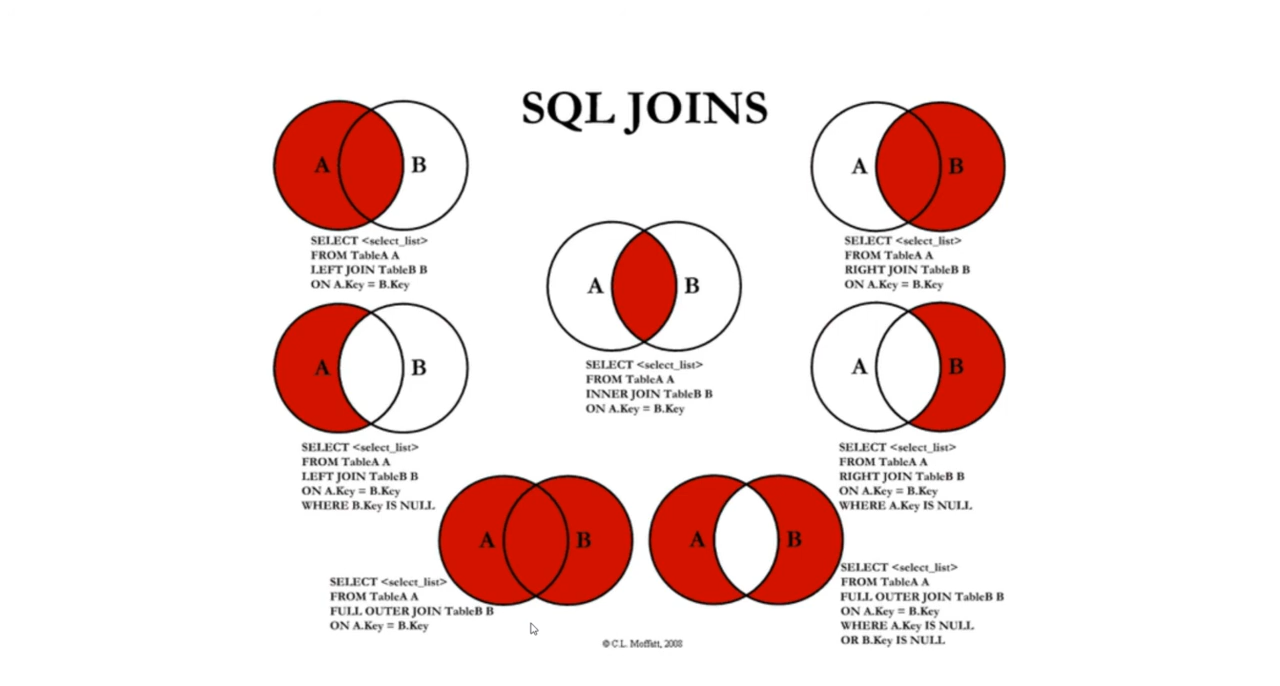 SQL JOINS
A B
SELECT <select_list>
FROM TableA A
LEFT JOIN TableB B
ON A.Key = B.Key
A B
SELECT <select_list>
FROM TableA A
RIGHT JOIN TableB B
ON A.Key = B.Key
A B
SELECT <select_list>
FROM TableA A
INNER JOIN TableB B
ON A.Key = B.Key
A B
SELECT <select_list>
FROM TableA A
LEFT JOIN TableB B
ON A.Key = B.Key
WHERE B.Key IS NULL
A B
SELECT <select_list>
FROM TableA A
RIGHT JOIN TableB B
ON A.Key = B.Key
WHERE A.Key IS NULL
A B
SELECT <select_list>
FROM TableA A
FULL OUTER JOIN TableB B
ON A.Key = B.Key
A B
SELECT <select_list>
FROM TableA A
FULL OUTER JOIN TableB B
ON A.Key = B.Key
WHERE A.Key IS NULL
OR B.Key IS NULL
© C.L. Moffatt, 2008